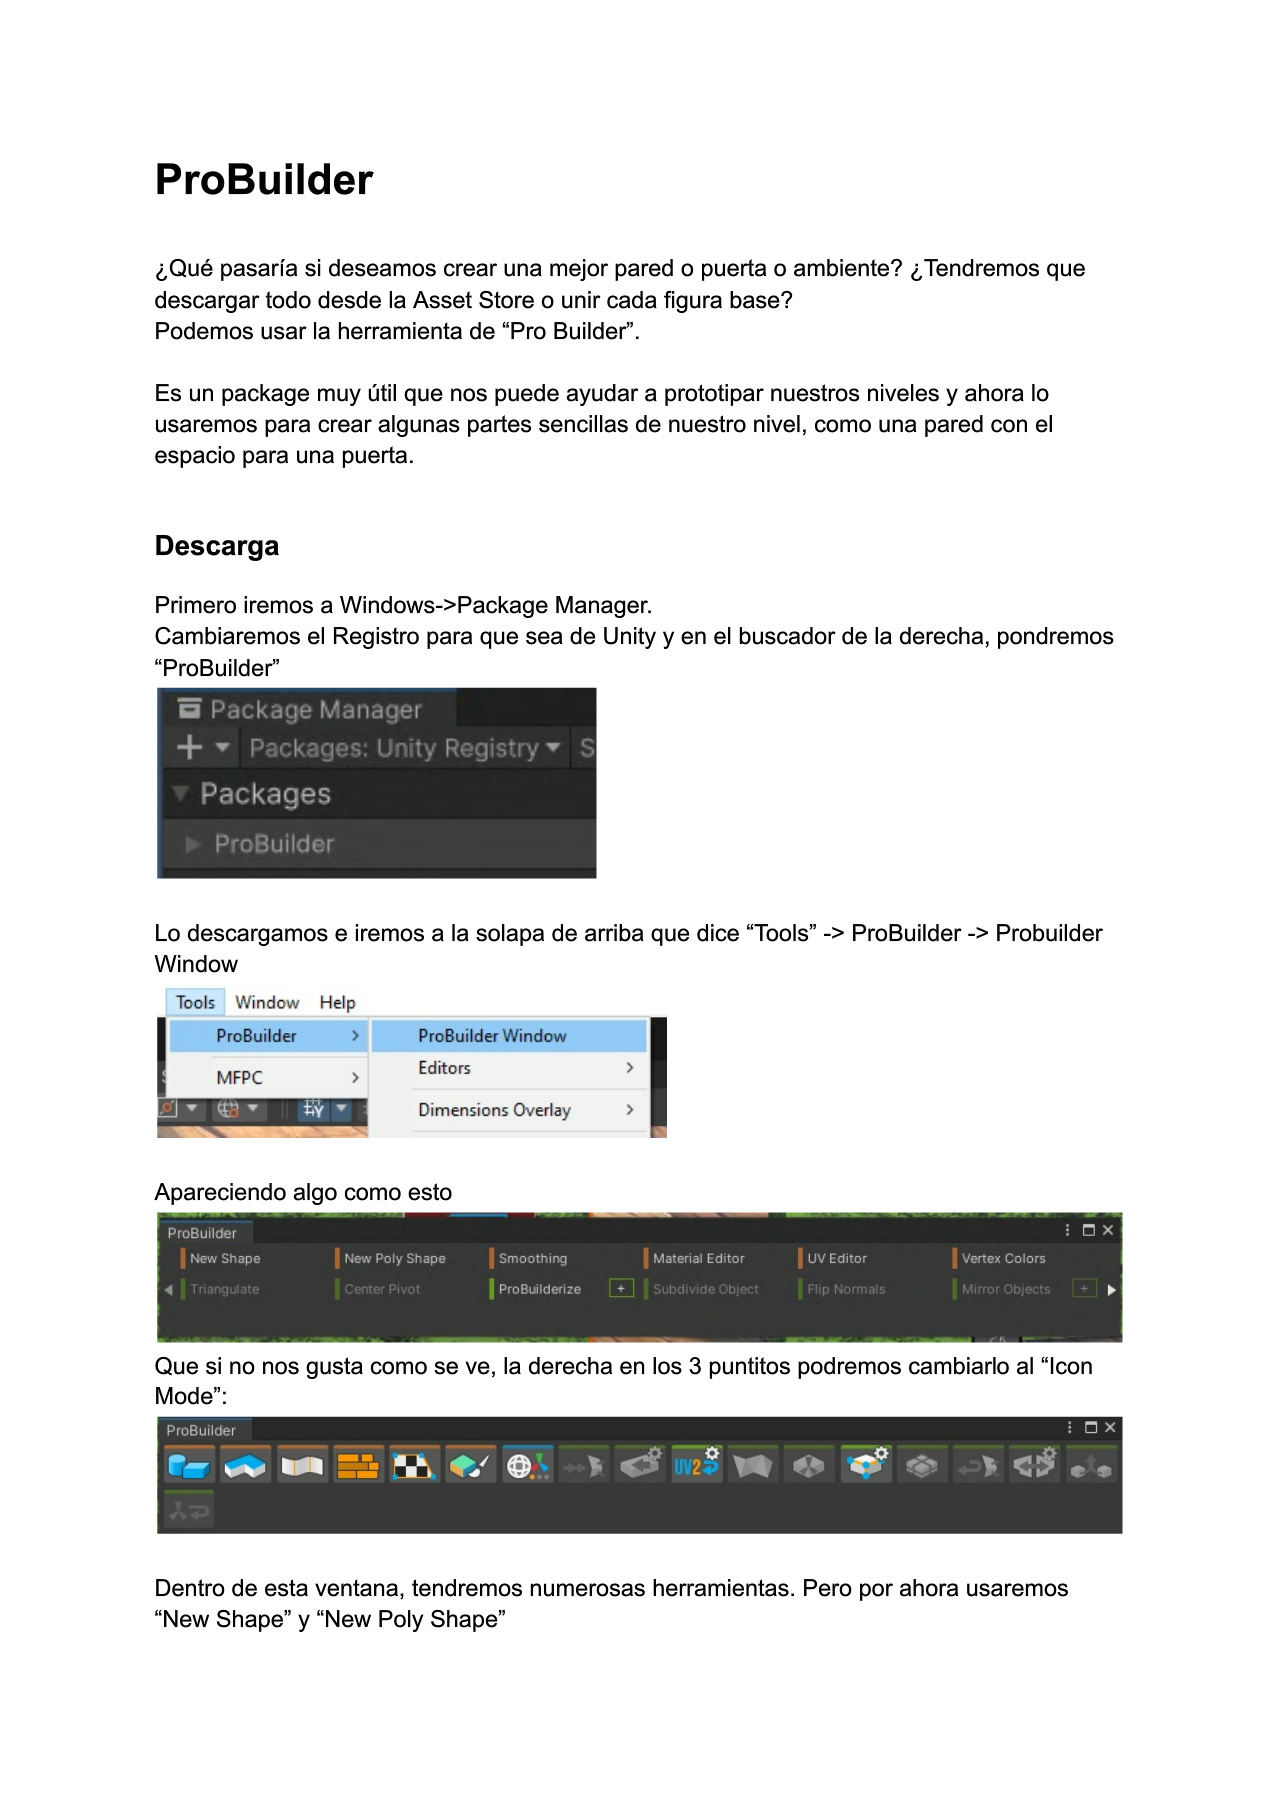 ProBuilder
¿Qué pasaría si deseamos crear una mejor pared o puerta o ambiente? ¿Tendremos que
descargar todo desde la Asset Store o unir cada figura base?
Podemos usar la herramienta de “Pro Builder”.
Es un package muy útil que nos puede ayudar a prototipar nuestros niveles y ahora lo
usaremos para crear algunas partes sencillas de nuestro nivel, como una pared con el
espacio para una puerta.
Descarga
Primero iremos a Windows->Package Manager.
Cambiaremos el Registro para que sea de Unity y en el buscador de la derecha, pondremos
“ProBuilder”
Package Manager
+ Packages: Unity Registry S
Packages
ProBuilder
Lo descargamos e iremos a la solapa de arriba que dice “Tools” -> ProBuilder -> Probuilder
Window
Tools Window Help
ProBuilder > ProBuilder Window
Editors >
MFPC >
Dimensions Overlay >
Apareciendo algo como esto
ProBuilder
New Shape New Poly Shape Smoothing Material Editor UV Editor Vertex Colors
Triangulate Center Pivot ProBuilderize + Subdivide Object Flip Normals Mirror Objects +
Que si no nos gusta como se ve, la derecha en los 3 puntitos podremos cambiarlo al “Icon
Mode”:
ProBuilder
UV2
Dentro de esta ventana, tendremos numerosas herramientas. Pero por ahora usaremos
“New Shape” y “New Poly Shape”